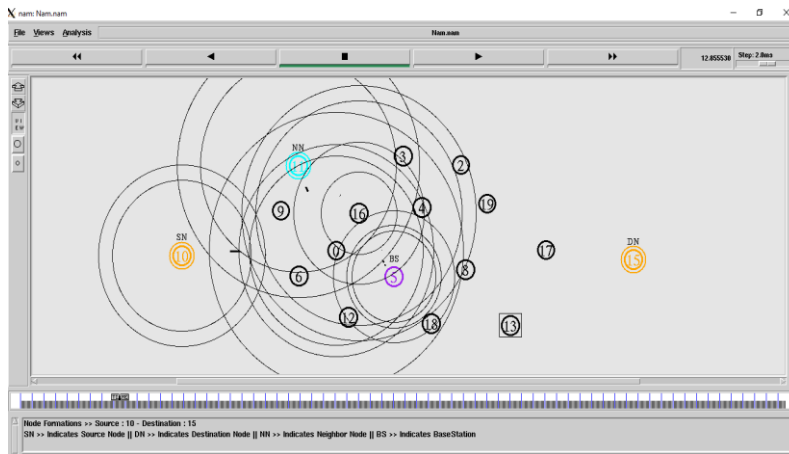 nam: Nam.nam
File Views Analysis Nam.nam
12.855530 Step: 2.0ms
NN
3
2
9
16
4
19
SN
10
0
BS
5
6
8
17
DN
15
12
18
13
Node Formations >> Source : 10 - Destination : 15
SN >> Indicates Source Node || DN >> Indicates Destination Node || NN >> Indicates Neighbor Node || BS >> Indicates BaseStation